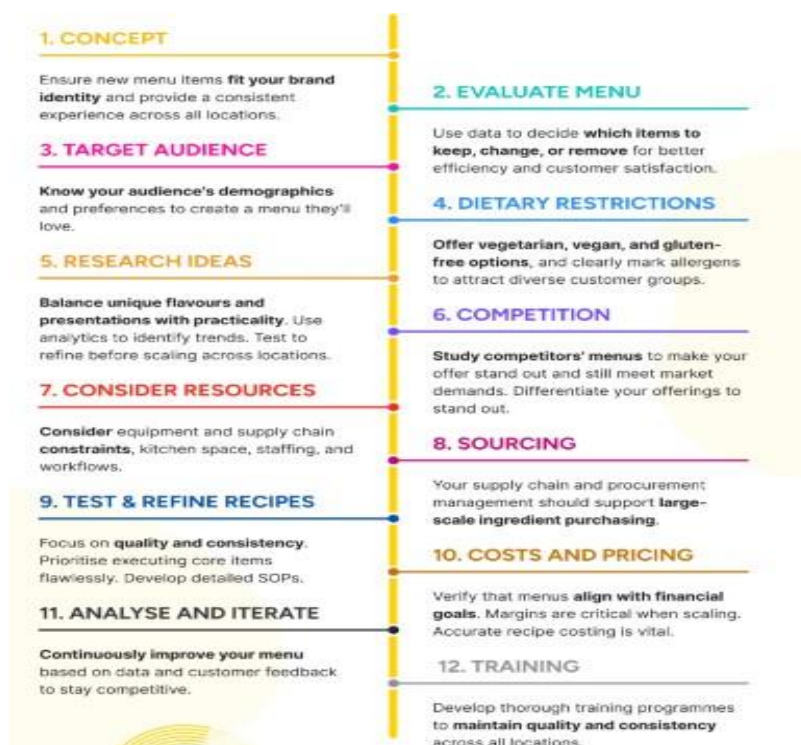 1. CONCEPT
Ensure new menu items fit your brand
identity and provide a consistent
experience across all locations.
2. EVALUATE MENU
Use data to decide which items to
keep, change, or remove for better
efficiency and customer satisfaction.
3. TARGET AUDIENCE
Know your audience's demographics
and preferences to create a menu they'll
love.
4. DIETARY RESTRICTIONS
Offer vegetarian, vegan, and gluten-
free options, and clearly mark allergens
to attract diverse customer groups.
5. RESEARCH IDEAS
Balance unique flavours and
presentations with practicality. Use
analytics to identify trends. Test to
refine before scaling across locations.
6. COMPETITION
Study competitors' menus to make your
offer stand out and still meet market
demands. Differentiate your offerings to
stand out.
7. CONSIDER RESOURCES
Consider equipment and supply chain
constraints, kitchen space, staffing, and
workflows.
8. SOURCING
Your supply chain and procurement
management should support large-
scale ingredient purchasing.
9. TEST & REFINE RECIPES
Focus on quality and consistency.
Prioritise executing core items
flawlessly. Develop detailed SOPs.
10. COSTS AND PRICING
Verify that menus align with financial
goals. Margins are critical when scaling.
Accurate recipe costing is vital.
11. ANALYSE AND ITERATE
Continuously improve your menu
based on data and customer feedback
to stay competitive.
12. TRAINING
Develop thorough training programmes
to maintain quality and consistency
across all locations.